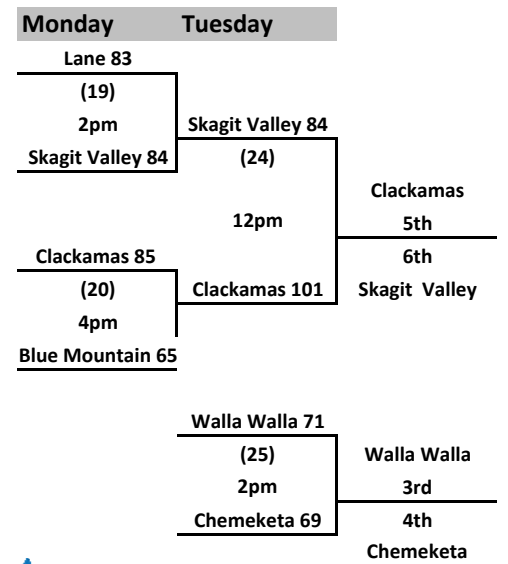 Monday Tuesday
Lane 83
(19)
2pm
Skagit Valley 84
Skagit Valley 84
(24)
12pm
Clackamas 101
Clackamas
5th
6th
Skagit Valley
Clackamas 85
(20)
4pm
Blue Mountain 65
Walla Walla 71
(25)
2pm
Chemeketa 69
Walla Walla
3rd
4th
Chemeketa